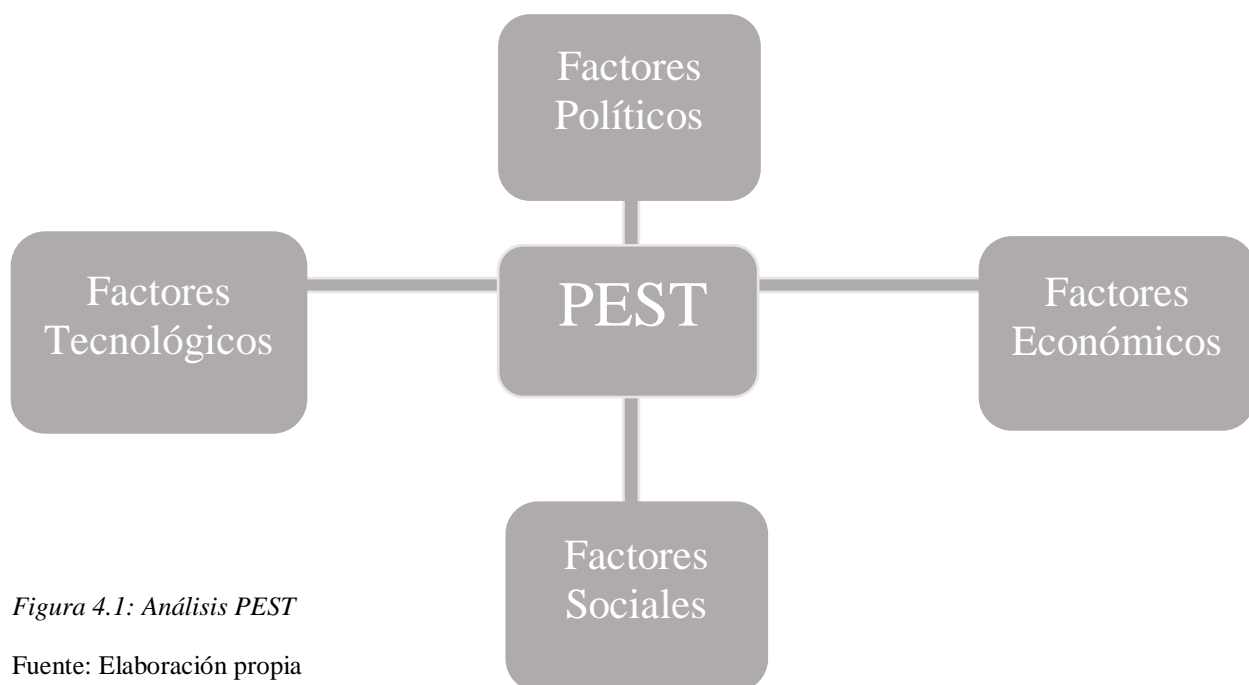 Factores
Políticos
Factores
Tecnológicos
PEST
Factores
Económicos
Factores
Sociales
Figura 4.1: Análisis PEST
Fuente: Elaboración propia